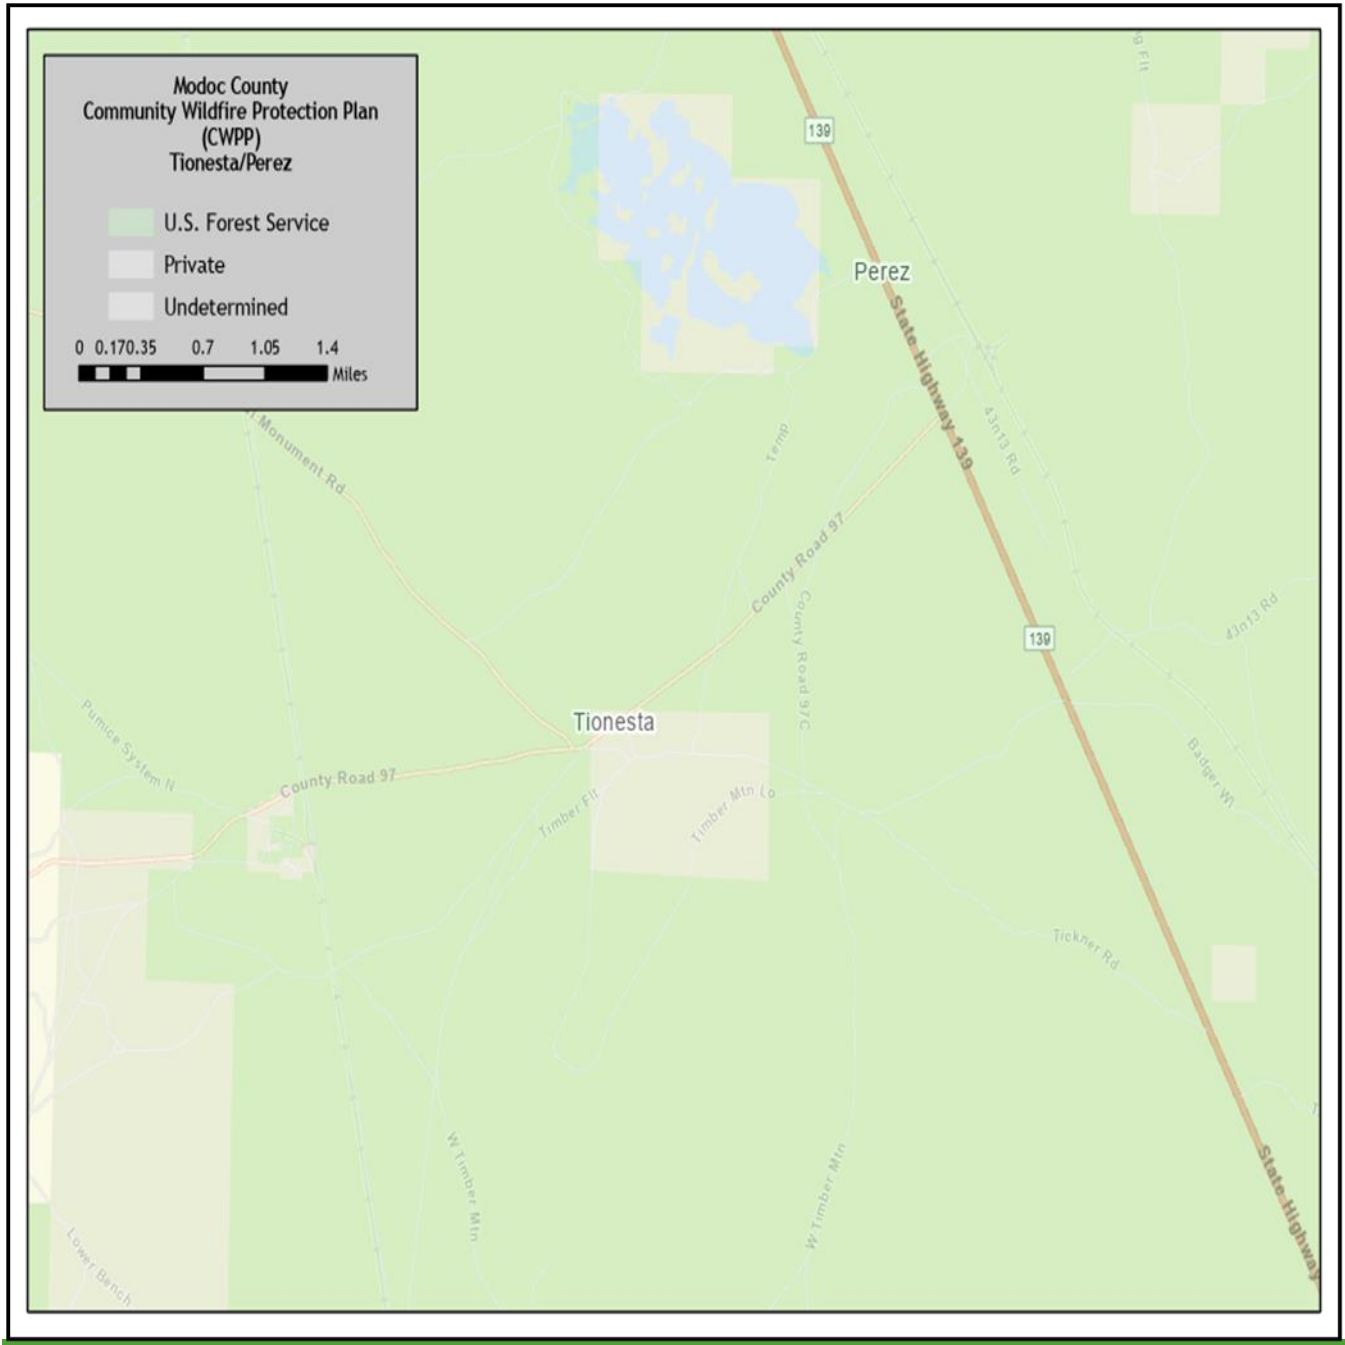 Modoc County
Community Wildfire Protection Plan
(CWPP)
Tionesta/Perez
U.S. Forest Service
Private
Undetermined
0 0.170.35 0.7 1.05 1.4
Miles
139
Perez
State Highway 139
Monument Rd
Temp
43n13 Rd
County Road 97
County Road 97C
139
43n13 Rd
Tionesta
Pumice System N
County Road 97
Timber Flt
Timber Mtn Lo
Badger Wl
Tickner Rd
W Timber Mtn
W Timber Mtn
State Highway
Lower Bench